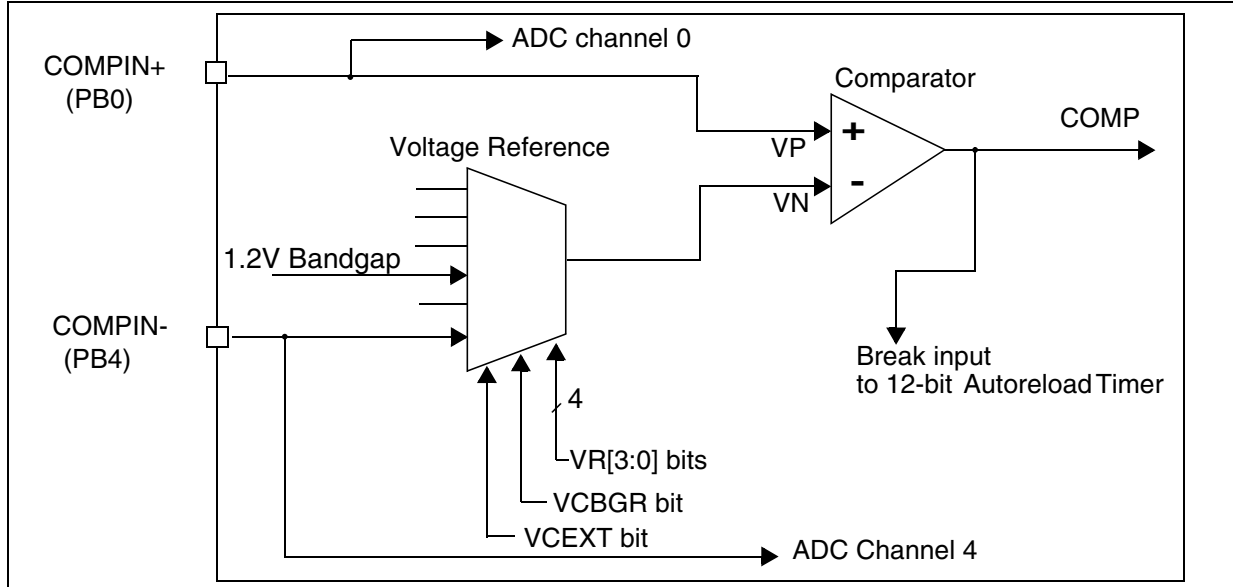 ADC channel 0
COMPIN+
(PB0)
Comparator
+
COMP
VP
Voltage Reference
-
VN
1.2V Bandgap
COMPIN-
(PB4)
Break input
to 12-bit Autoreload Timer
4
VR[3:0] bits
VCBGR bit
VCEXT bit
ADC Channel 4